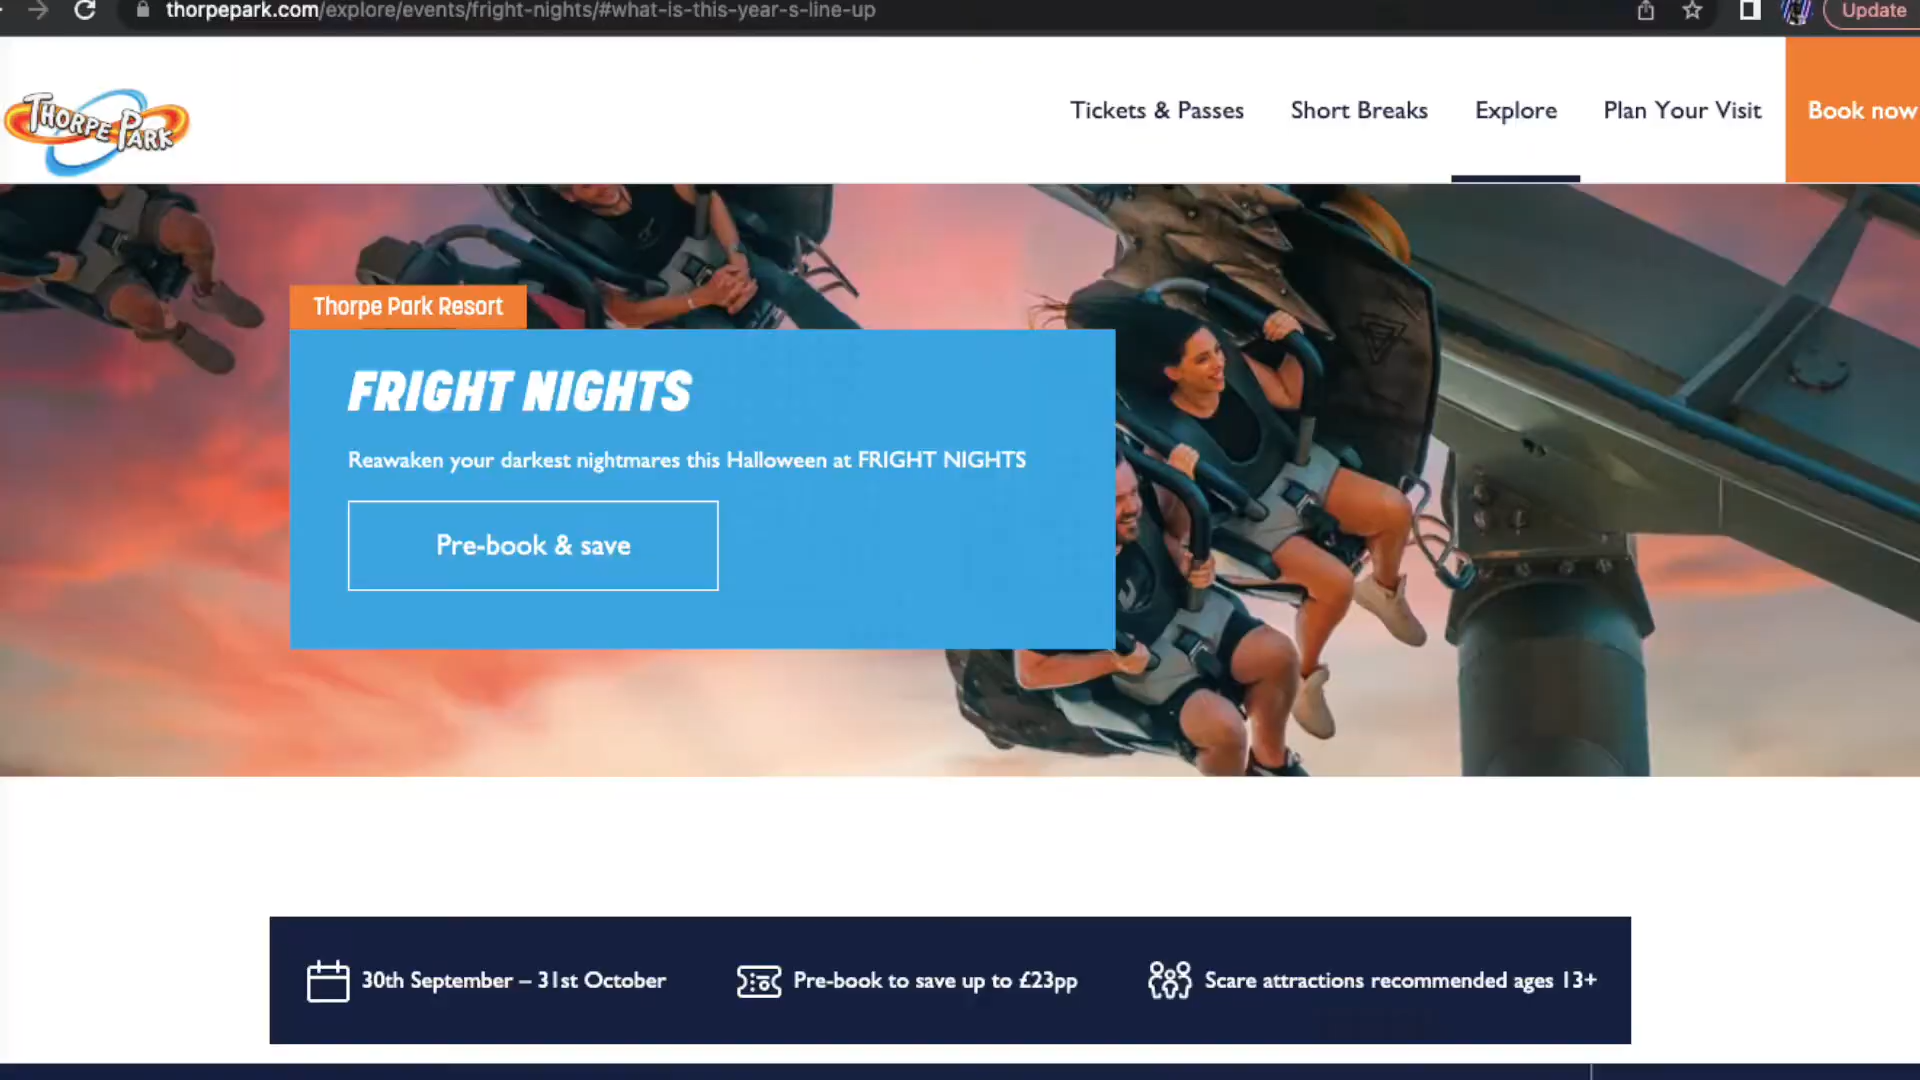 thorpepark.com/explore/events/fright-nights/#what-is-this-year-s-line-up
Update
THORPE PARK
Tickets & Passes
Short Breaks
Explore
Plan Your Visit
Book now
Thorpe Park Resort
FRIGHT NIGHTS
Reawaken your darkest nightmares this Halloween at FRIGHT NIGHTS
Pre-book & save
30th September – 31st October
Pre-book to save up to £23pp
Scare attractions recommended ages 13+